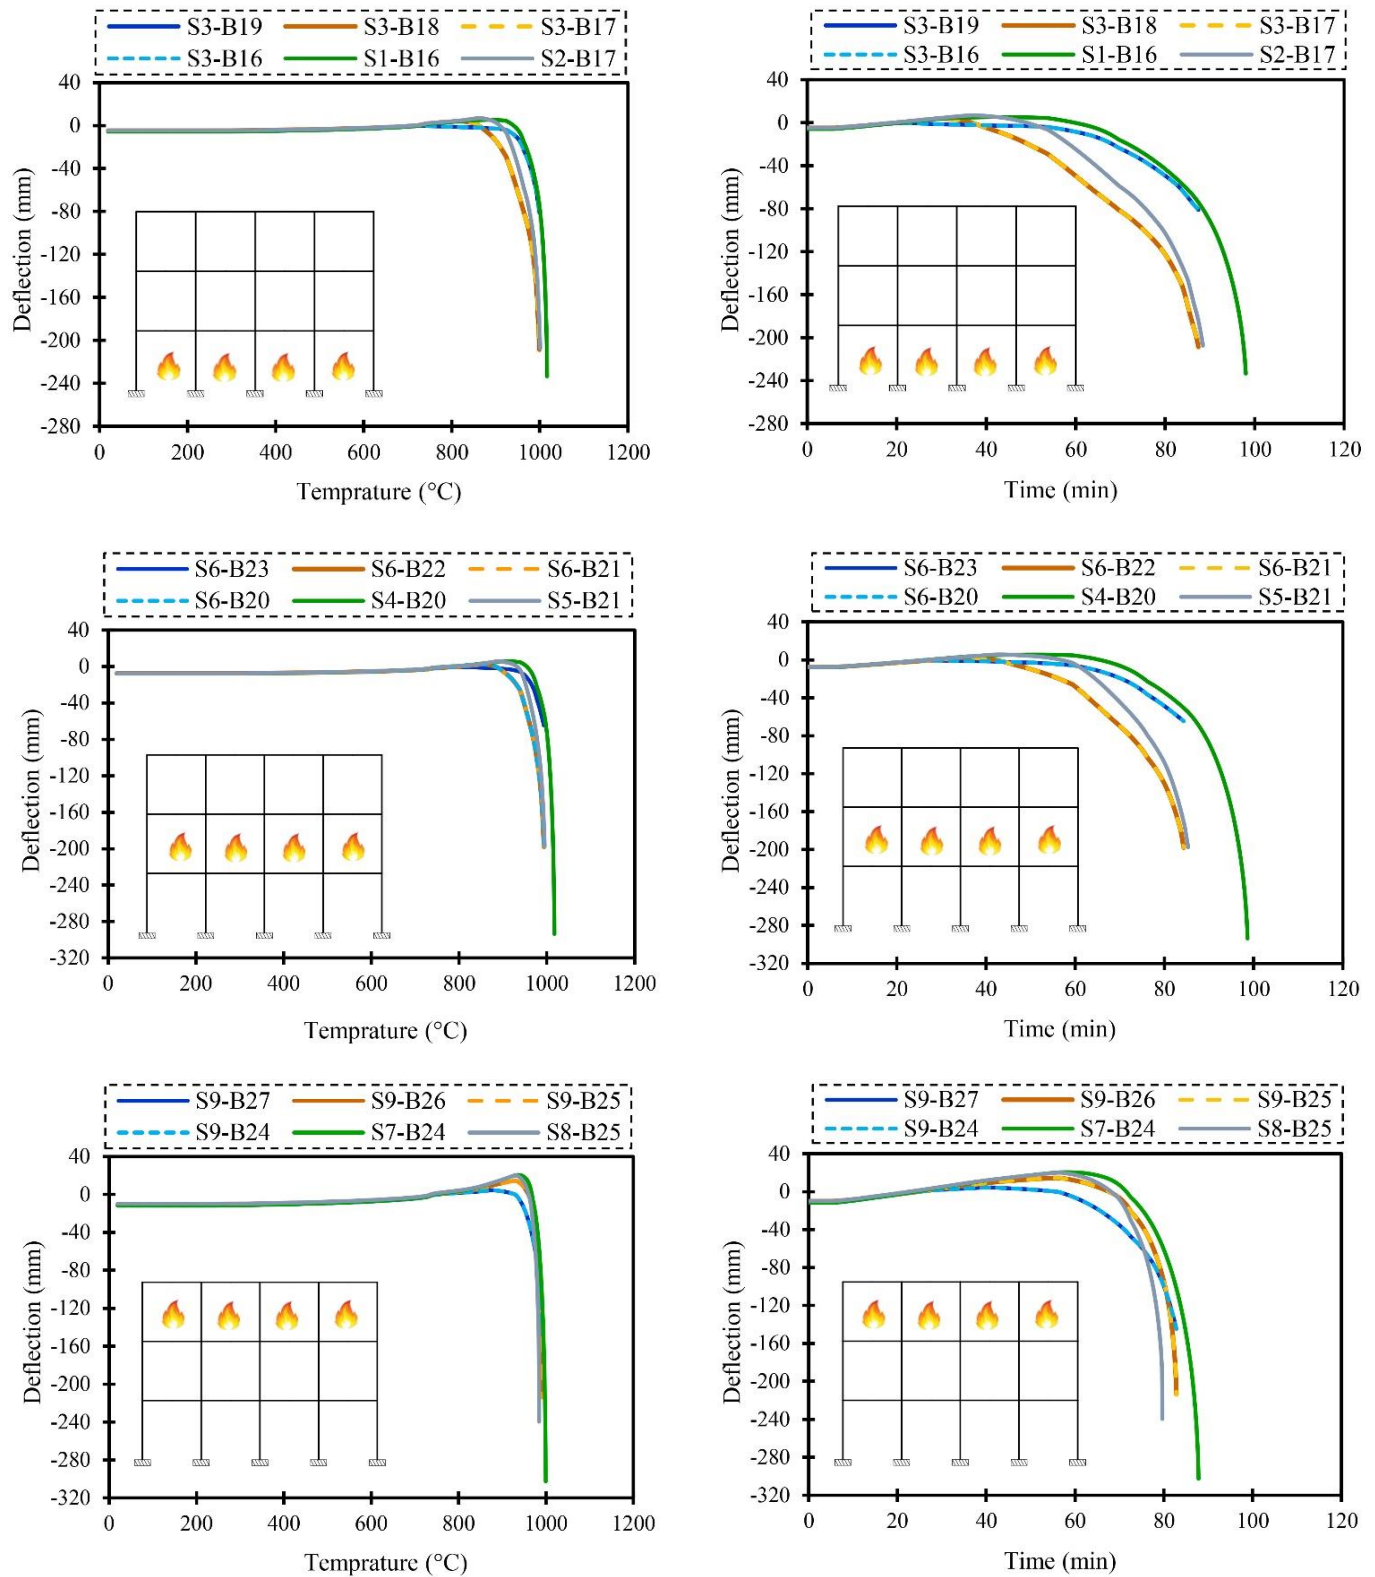 S3-B19 S3-B18 S3-B17
S3-B16 S1-B16 S2-B17
40
0
-40
-80
-120
-160
-200
-240
-280
Deflection (mm)
0 200 400 600 800 1000 1200
Temprature (°C)
S3-B19 S3-B18 S3-B17
S3-B16 S1-B16 S2-B17
40
0
-40
-80
-120
-160
-200
-240
-280
Deflection (mm)
0 20 40 60 80 100 120
Time (min)
S6-B23 S6-B22 S6-B21
S6-B20 S4-B20 S5-B21
40
0
-40
-80
-120
-160
-200
-240
-280
-320
Deflection (mm)
0 200 400 600 800 1000 1200
Temprature (°C)
S6-B23 S6-B22 S6-B21
S6-B20 S4-B20 S5-B21
40
0
-40
-80
-120
-160
-200
-240
-280
-320
Deflection (mm)
0 20 40 60 80 100 120
Time (min)
S9-B27 S9-B26 S9-B25
S9-B24 S7-B24 S8-B25
40
0
-40
-80
-120
-160
-200
-240
-280
-320
Deflection (mm)
0 200 400 600 800 1000 1200
Temprature (°C)
S9-B27 S9-B26 S9-B25
S9-B24 S7-B24 S8-B25
40
0
-40
-80
-120
-160
-200
-240
-280
-320
Deflection (mm)
0 20 40 60 80 100 120
Time (min)